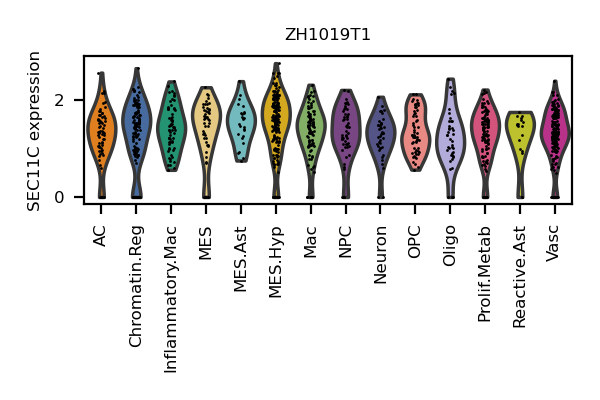 ZH1019T1
SEC11C expression
2
0
AC
Chromatin.Reg
Inflammatory.Mac
MES
MES.Ast
MES.Hyp
Mac
NPC
Neuron
OPC
Oligo
Prolif.Metab
Reactive.Ast
Vasc